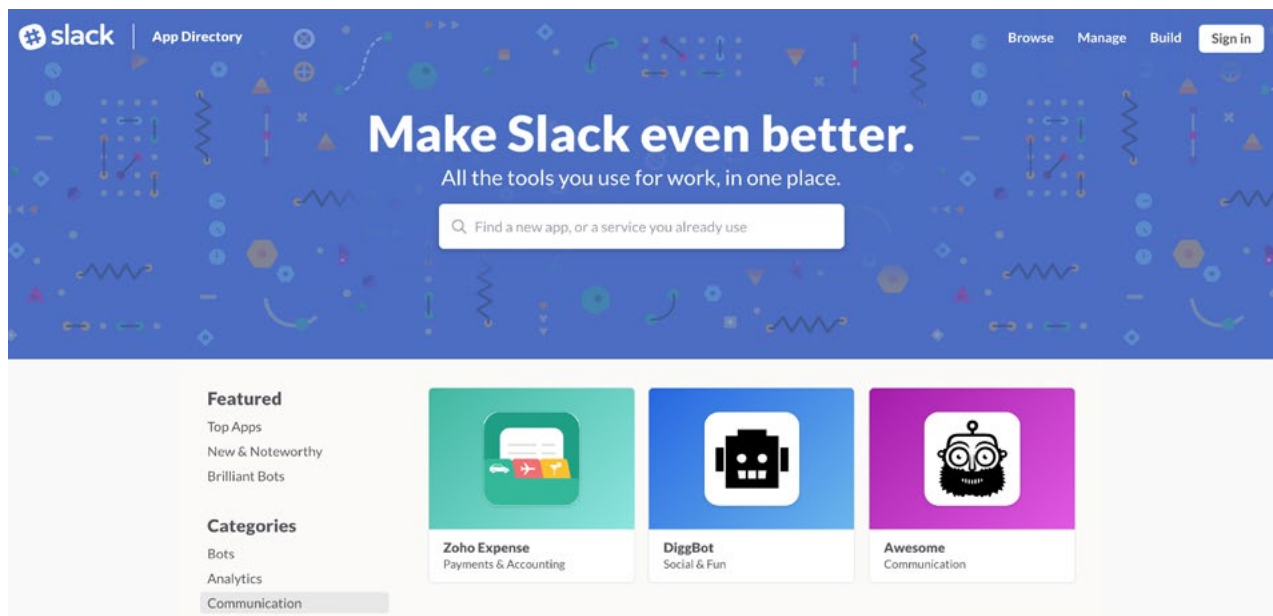 slack
App Directory
Browse
Manage
Build
Sign in
Make Slack even better.
All the tools you use for work, in one place.
Find a new app, or a service you already use
Featured
Top Apps
New & Noteworthy
Brilliant Bots
Categories
Bots
Analytics
Communication
Zoho Expense
Payments & Accounting
DiggBot
Social & Fun
Awesome
Communication